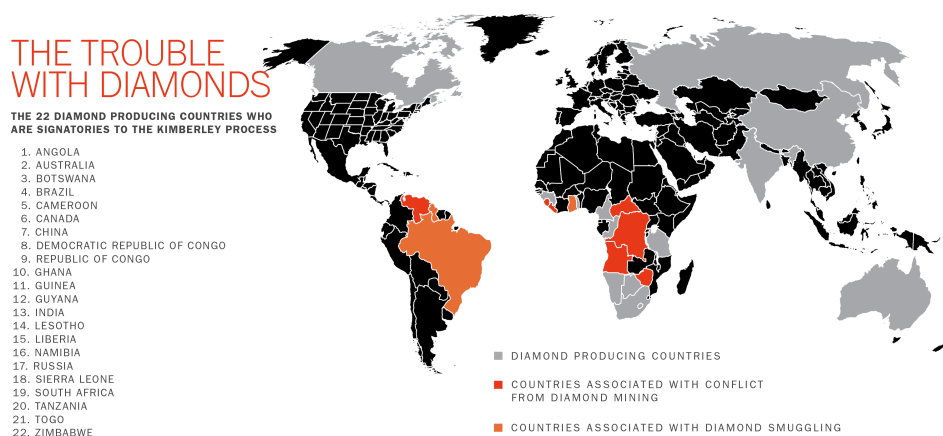 THE TROUBLE
WITH DIAMONDS
THE 22 DIAMOND PRODUCING COUNTRIES WHO
ARE SIGNATORIES TO THE KIMBERLEY PROCESS
1. ANGOLA
2. AUSTRALIA
3. BOTSWANA
4. BRAZIL
5. CAMEROON
6. CANADA
7. CHINA
8. DEMOCRATIC REPUBLIC OF CONGO
9. REPUBLIC OF CONGO
10. GHANA
11. GUINEA
12. GUYANA
13. INDIA
14. LESOTHO
15. LIBERIA
16. NAMIBIA
17. RUSSIA
18. SIERRA LEONE
19. SOUTH AFRICA
20. TANZANIA
21. TOGO
22. ZIMBABWE
DIAMOND PRODUCING COUNTRIES
COUNTRIES ASSOCIATED WITH CONFLICT
FROM DIAMOND MINING
COUNTRIES ASSOCIATED WITH DIAMOND SMUGGLING